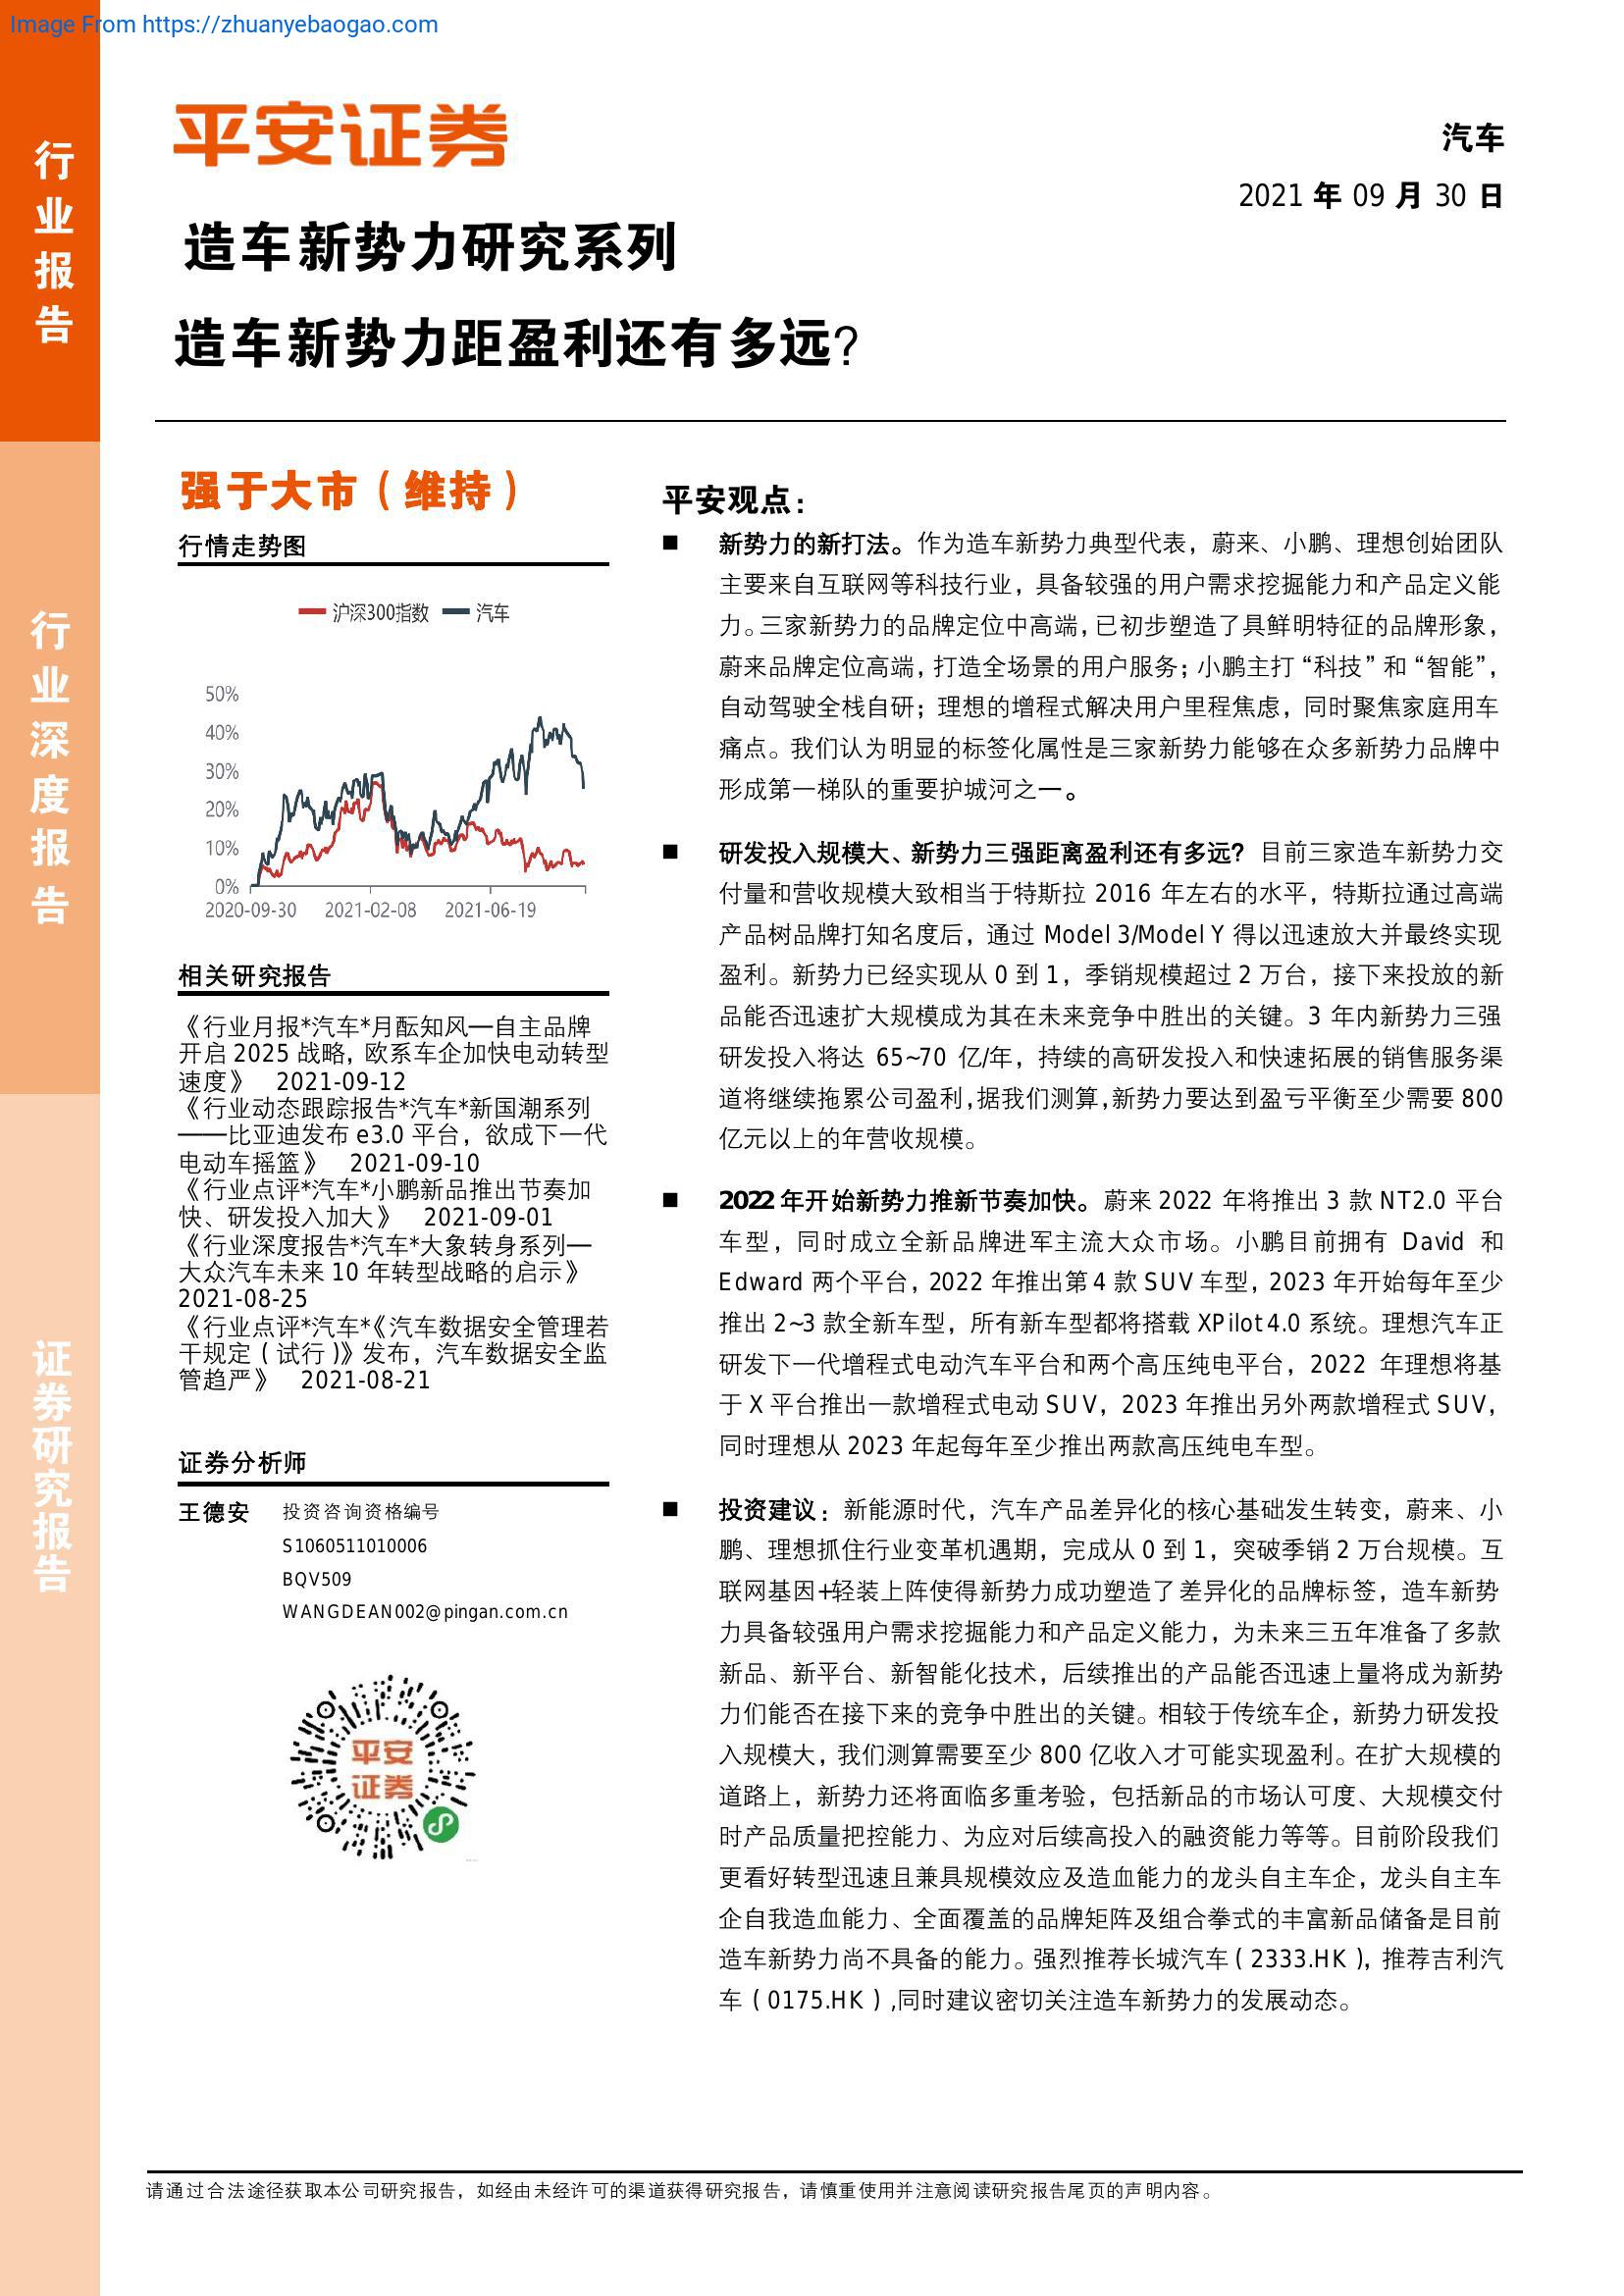 Image From https://zhuanyebaogao.com
行业报告
行业深度报告
证券研究报告
平安证券
汽车
2021 年 09 月 30 日
造车新势力研究系列
造车新势力距盈利还有多远?
强于大市(维持)
行情走势图
沪深300指数 汽车
50%
40%
30%
20%
10%
0%
2020-09-30 2021-02-08 2021-06-19
相关研究报告
《行业月报*汽车*月酝知风—自主品牌
开启 2025 战略,欧系车企加快电动转型
速度》 2021-09-12
《行业动态跟踪报告*汽车*新国潮系列
——比亚迪发布 e3.0 平台,欲成下一代
电动车摇篮》 2021-09-10
《行业点评*汽车*小鹏新品推出节奏加
快、研发投入加大》 2021-09-01
《行业深度报告*汽车*大象转身系列—
大众汽车未来 10 年转型战略的启示》
2021-08-25
《行业点评*汽车*《汽车数据安全管理若
干规定(试行)》发布,汽车数据安全监
管趋严》 2021-08-21
证券分析师
王德安 投资咨询资格编号
S1060511010006
BQV509
WANGDEAN002@pingan.com.cn
平安
证券
平安观点:
■ 新势力的新打法。作为造车新势力典型代表,蔚来、小鹏、理想创始团队
主要来自互联网等科技行业,具备较强的用户需求挖掘能力和产品定义能
力。三家新势力的品牌定位中高端,已初步塑造了具鲜明特征的品牌形象,
蔚来品牌定位高端,打造全场景的用户服务;小鹏主打“科技”和“智能”,
自动驾驶全栈自研;理想的增程式解决用户里程焦虑,同时聚焦家庭用车
痛点。我们认为明显的标签化属性是三家新势力能够在众多新势力品牌中
形成第一梯队的重要护城河之一。
■ 研发投入规模大、新势力三强距离盈利还有多远?目前三家造车新势力交
付量和营收规模大致相当于特斯拉 2016 年左右的水平,特斯拉通过高端
产品树品牌打知名度后,通过 Model 3/Model Y 得以迅速放大并最终实现
盈利。新势力已经实现从 0 到 1,季销规模超过 2 万台,接下来投放的新
品能否迅速扩大规模成为其在未来竞争中胜出的关键。3 年内新势力三强
研发投入将达 65~70 亿/年,持续的高研发投入和快速拓展的销售服务渠
道将继续拖累公司盈利,据我们测算,新势力要达到盈亏平衡至少需要 800
亿元以上的年营收规模。
■ 2022 年开始新势力推新节奏加快。蔚来 2022 年将推出 3 款 NT2.0 平台
车型,同时成立全新品牌进军主流大众市场。小鹏目前拥有 David 和
Edward 两个平台,2022 年推出第 4 款 SUV 车型,2023 年开始每年至少
推出 2~3 款全新车型,所有新车型都将搭载 XPilot4.0 系统。理想汽车正
研发下一代增程式电动汽车平台和两个高压纯电平台,2022 年理想将基
于 X 平台推出一款增程式电动 SUV,2023 年推出另外两款增程式 SUV,
同时理想从 2023 年起每年至少推出两款高压纯电车型。
■ 投资建议:新能源时代,汽车产品差异化的核心基础发生转变,蔚来、小
鹏、理想抓住行业变革机遇期,完成从 0 到 1,突破季销 2 万台规模。互
联网基因+轻装上阵使得新势力成功塑造了差异化的品牌标签,造车新势
力具备较强用户需求挖掘能力和产品定义能力,为未来三五年准备了多款
新品、新平台、新智能化技术,后续推出的产品能否迅速上量将成为新势
力们能否在接下来的竞争中胜出的关键。相较于传统车企,新势力研发投
入规模大,我们测算需要至少 800 亿收入才可能实现盈利。在扩大规模的
道路上,新势力还将面临多重考验,包括新品的市场认可度、大规模交付
时产品质量把控能力、为应对后续高投入的融资能力等等。目前阶段我们
更看好转型迅速且兼具规模效应及造血能力的龙头自主车企,龙头自主车
企自我造血能力、全面覆盖的品牌矩阵及组合拳式的丰富新品储备是目前
造车新势力尚不具备的能力。强烈推荐长城汽车(2333.HK),推荐吉利汽
车(0175.HK),同时建议密切关注造车新势力的发展动态。
请通过合法途径获取本公司研究报告,如经由未经许可的渠道获得研究报告,请慎重使用并注意阅读研究报告尾页的声明内容。